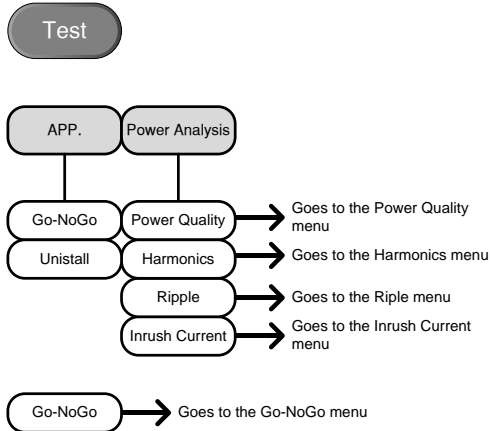 Test
APP. Power Analysis
Go-NoGo Power Quality Goes to the Power Quality
menu
Unistall Harmonics Goes to the Harmonics menu
Ripple Goes to the Riple menu
Inrush Current Goes to the Inrush Current
menu
Go-NoGo Goes to the Go-NoGo menu